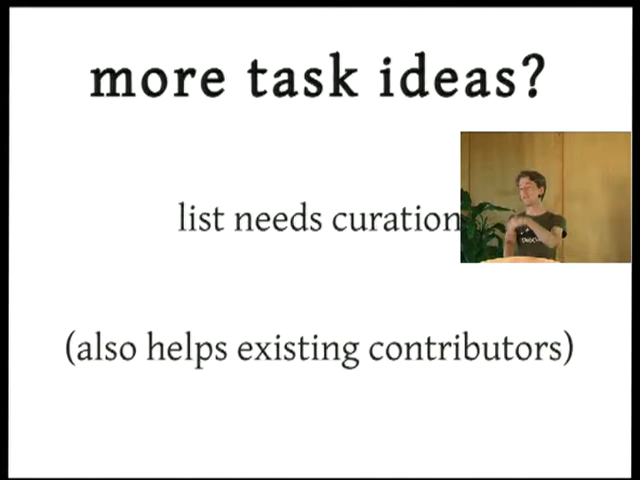 more task ideas?
list needs curation
(also helps existing contributors)